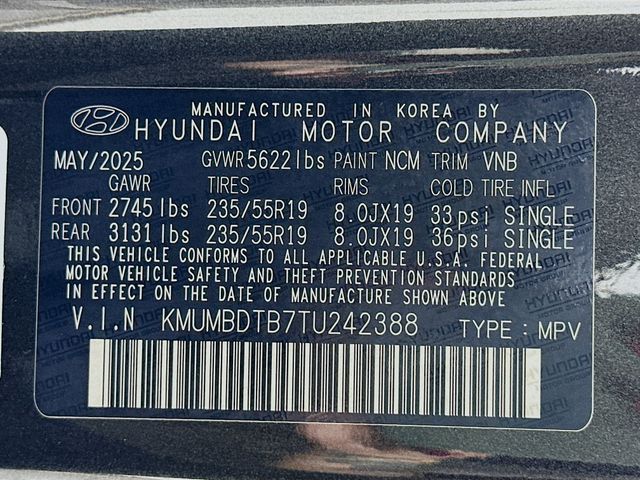 MANUFACTURED IN KOREA BY
HYUNDAI MOTOR COMPANY
MAY/2025 GVWR 5622lbs PAINT NCM TRIM VNB
GAWR TIRES RIMS COLD TIRE INFL
FRONT 2745lbs 235/55R19 8.0JX19 33psi SINGLE
REAR 3131lbs 235/55R19 8.0JX19 36psi SINGLE
THIS VEHICLE CONFORMS TO ALL APPLICABLE U.S.A. FEDERAL
MOTOR VEHICLE SAFETY AND THEFT PREVENTION STANDARDS
IN EFFECT ON THE DATE OF MANUFACTURE SHOWN ABOVE
V.I.N KMUMBDTB7TU242388 TYPE: MPV